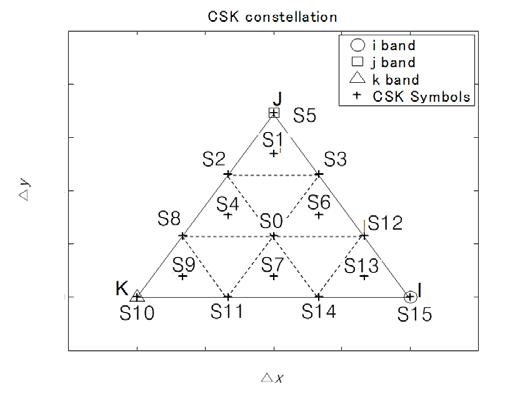 CSK constellation
i band
j band
k band
CSK Symbols
J
S5
S1
S2
S3
S4
S6
S8
S0
S12
S9
S7
S13
K
I
S10
S11
S14
S15
△y
△x